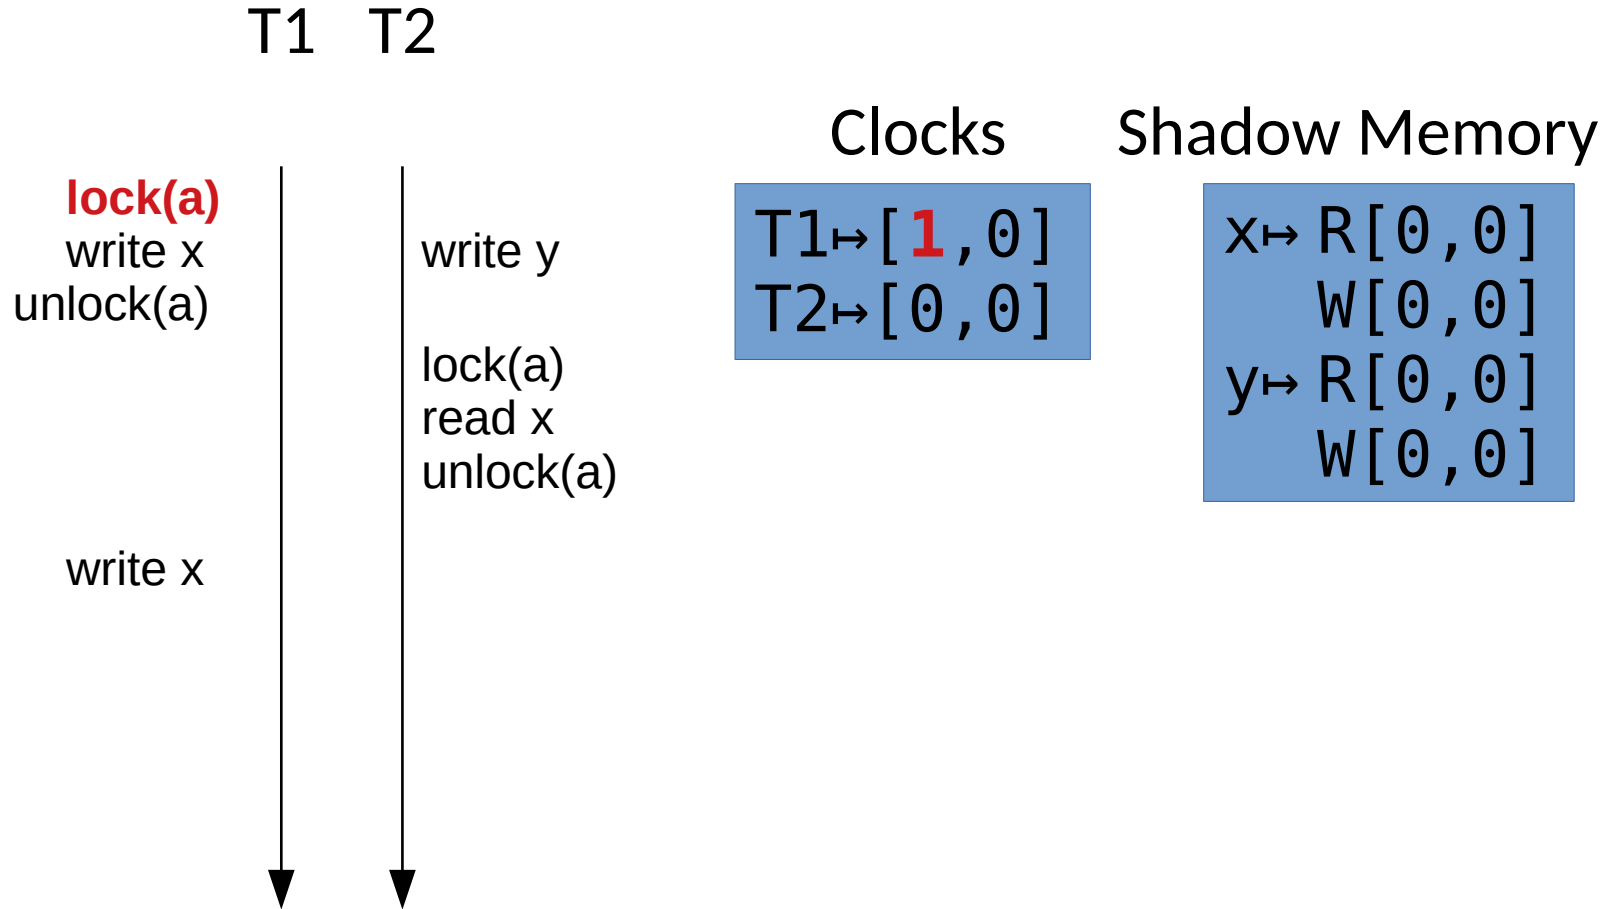 T1 T2
Clocks Shadow Memory
lock(a)
write x
unlock(a)
write y
lock(a)
read x
unlock(a)
write x
T1↦[1,0]
T2↦[0,0]
x↦R[0,0]
W[0,0]
y↦R[0,0]
W[0,0]